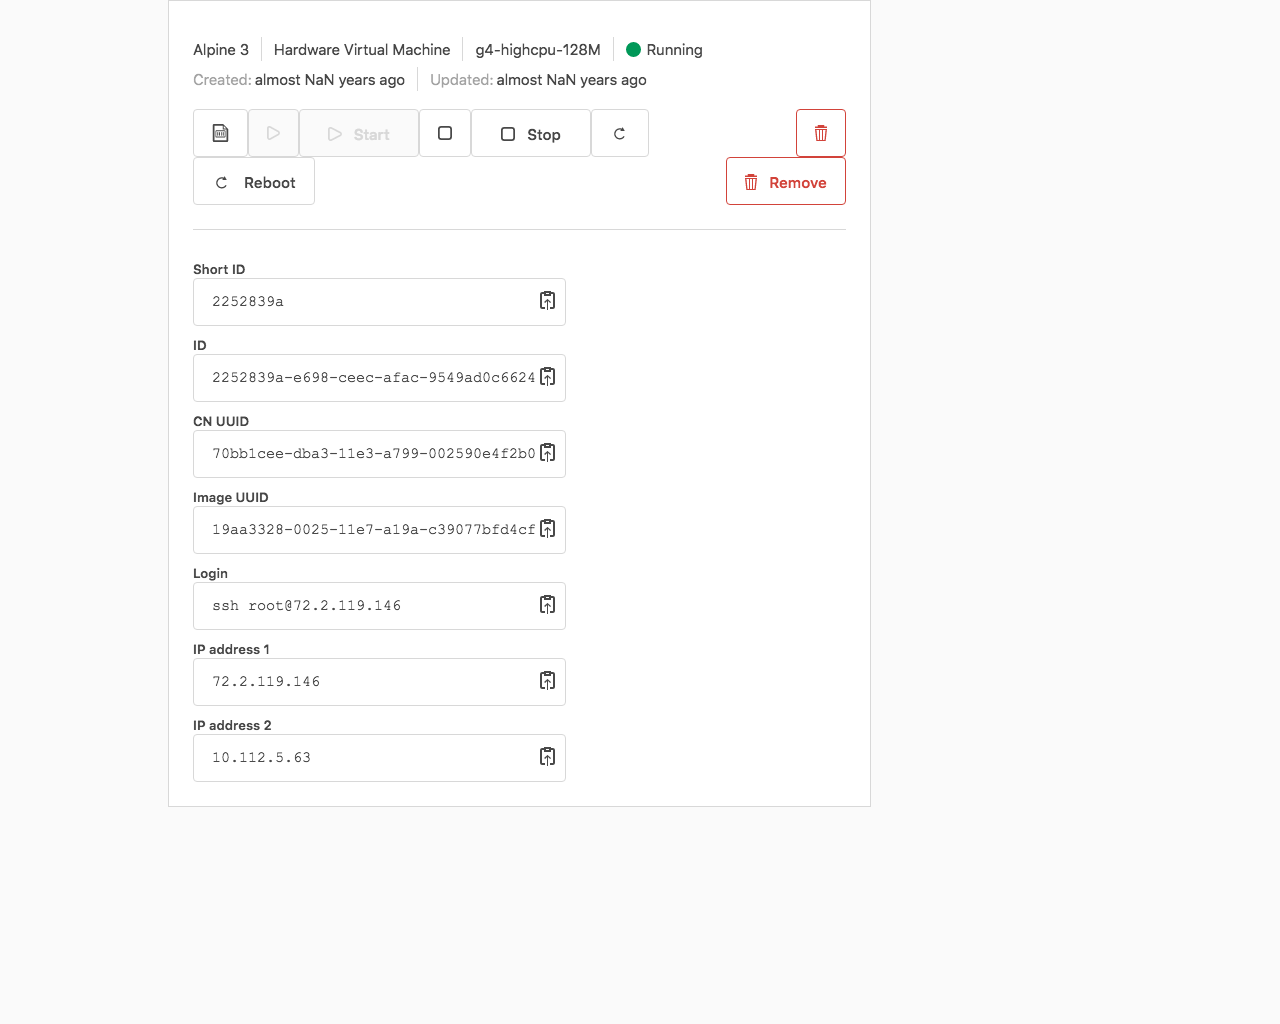 Alpine 3 Hardware Virtual Machine g4-highcpu-128M Running
Created: almost NaN years ago Updated: almost NaN years ago
Start Stop
Reboot Remove
Short ID
2252839a
ID
2252839a-e698-ceec-afac-9549ad0c6624
CN UUID
70bb1cee-dba3-11e3-a799-002590e4f2b0
Image UUID
19aa3328-0025-11e7-a19a-c39077bfd4cf
Login
ssh root@72.2.119.146
IP address 1
72.2.119.146
IP address 2
10.112.5.63